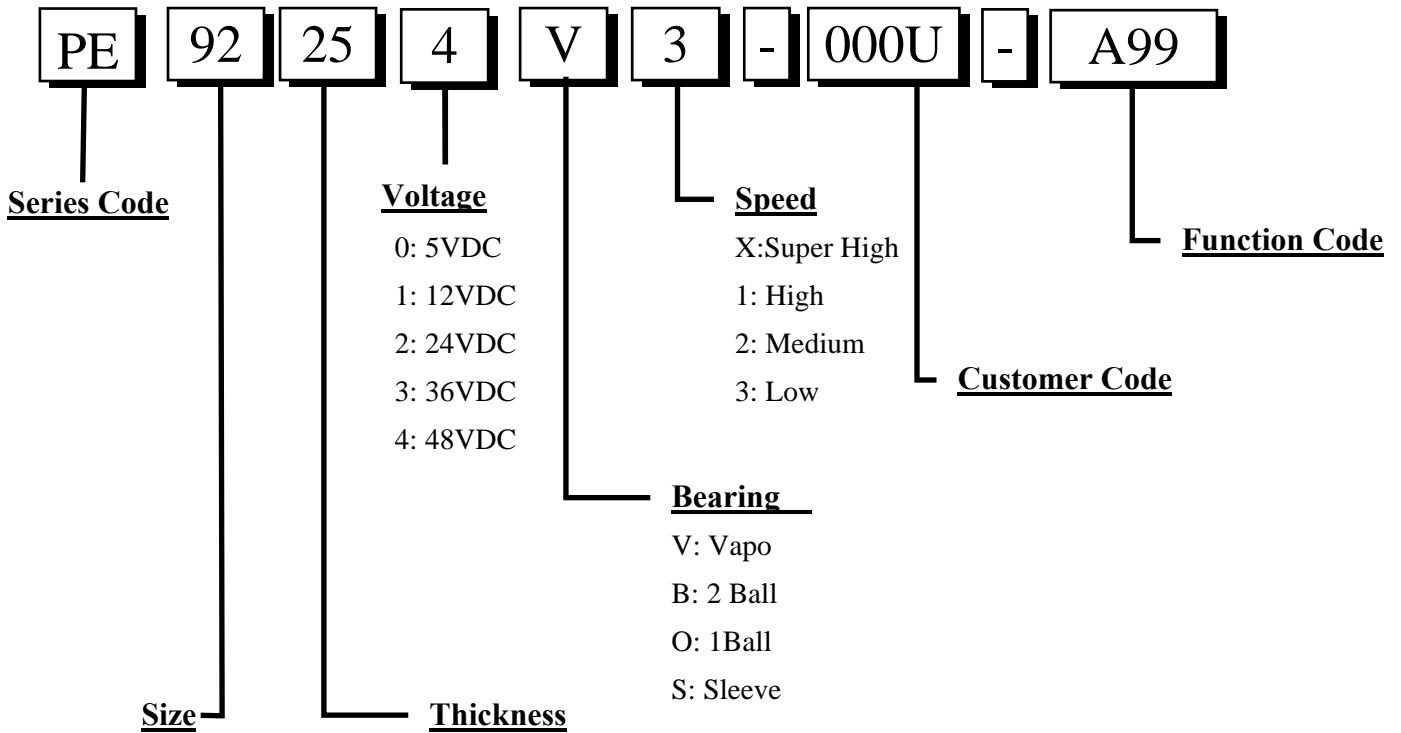 PE 92 25 4 V 3 - 000U - A99
Series Code
Voltage
0: 5VDC
1: 12VDC
2: 24VDC
3: 36VDC
4: 48VDC
Speed
X:Super High
1: High
2: Medium
3: Low
Function Code
Customer Code
Bearing
V: Vapo
B: 2 Ball
O: 1Ball
S: Sleeve
Size
Thickness